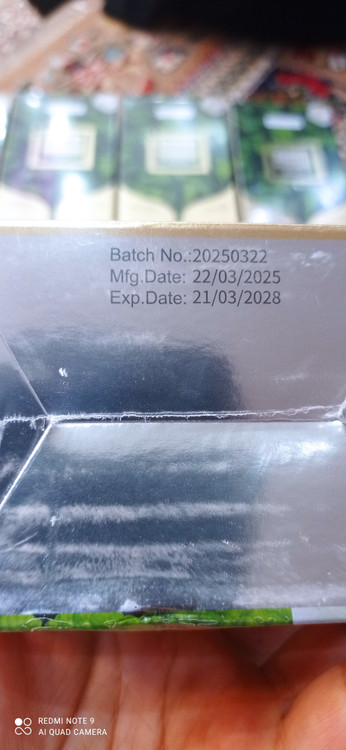 Batch No.:20250322
Mfg.Date: 22/03/2025
Exp.Date: 21/03/2028
REDMI NOTE 9
AI QUAD CAMERA